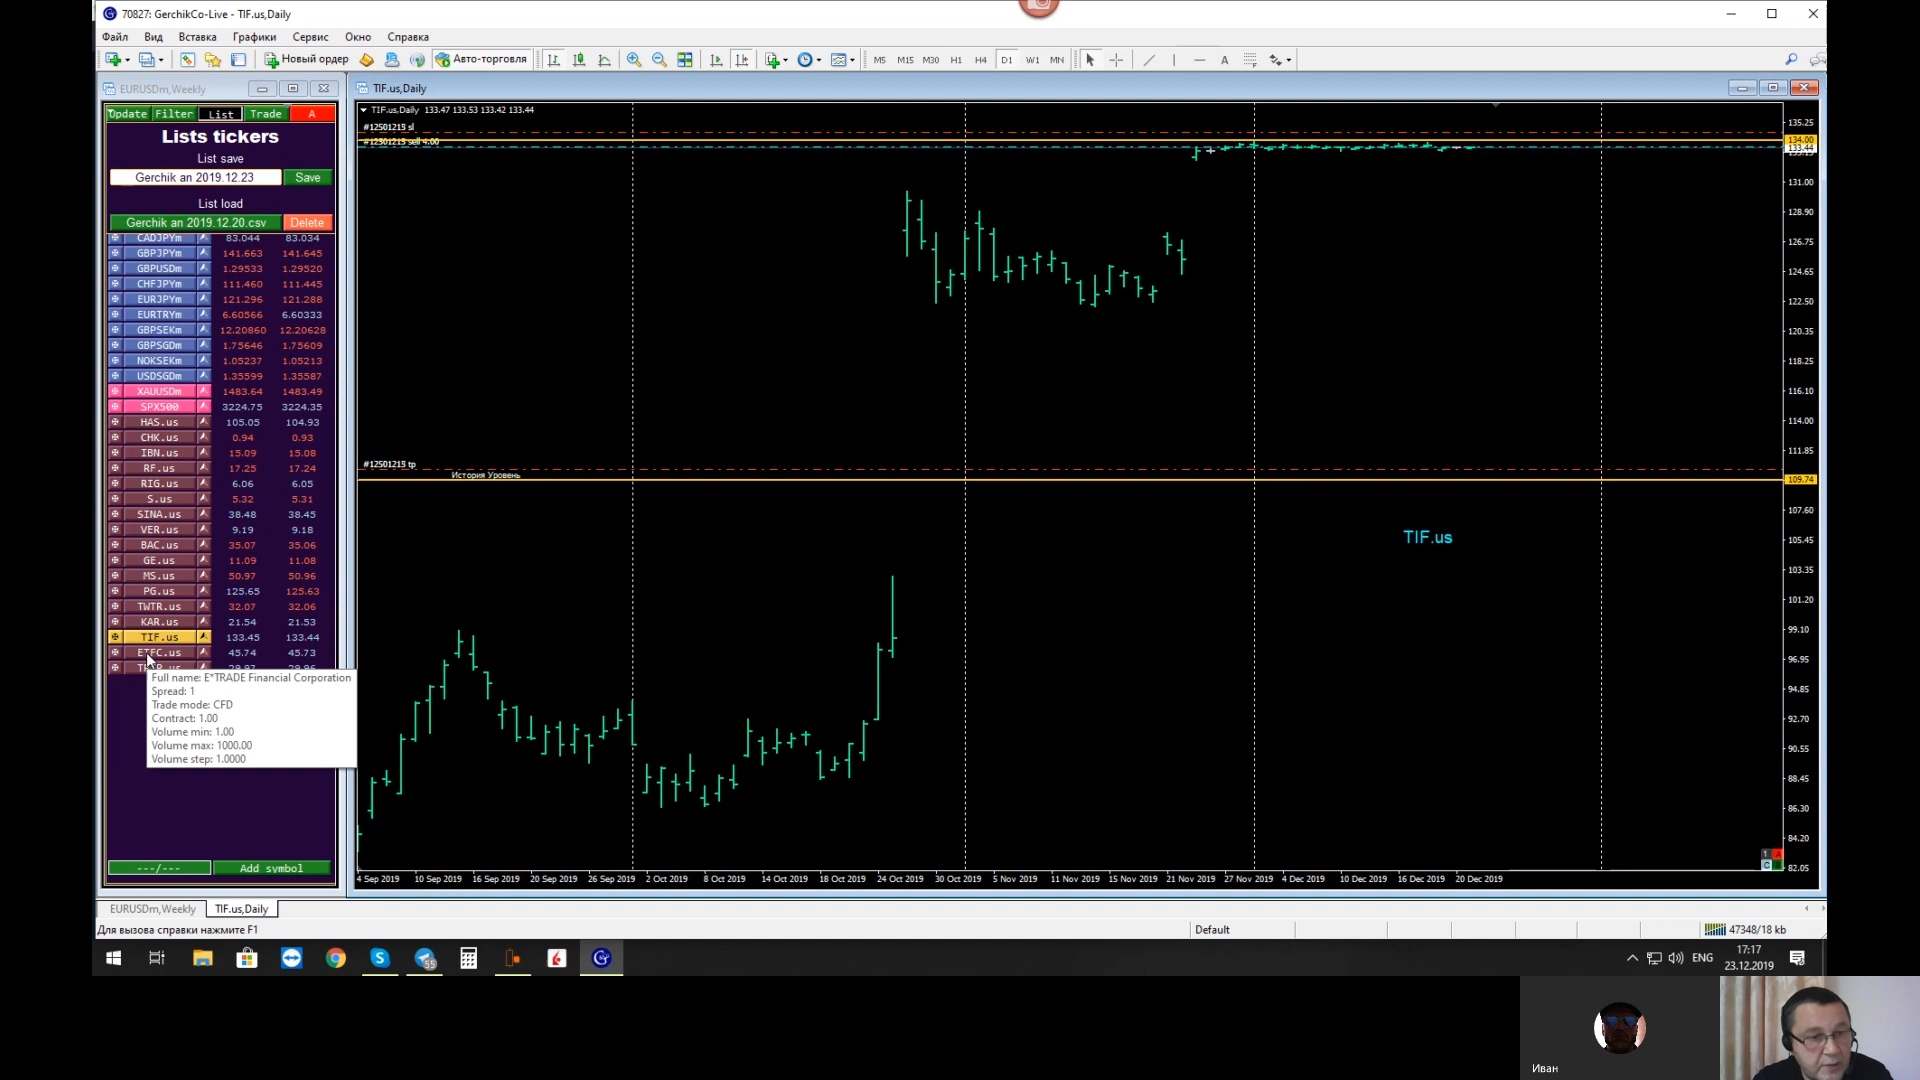 70827: GerchikCo-Live - TIF.us,Daily
Файл Вид Вставка Графики Сервис Окно Справка
Новый ордер Авто-торговля M5 M15 M30 H1 H4 D1 W1 MN A
EURUSDm,Weekly
Update Filter List Trade A
Lists tickers
List save
Gerchik an 2019.12.23 Save
List load
Gerchik an 2019.12.20.csv Delete
CADJPYm 83.044 83.034
GBPJPYm 141.663 141.645
GBPUSDm 1.29533 1.29520
CHFJPYm 111.460 111.445
EURJPYm 121.296 121.288
EURTRYm 6.60566 6.60333
GBPSEKm 12.20860 12.20628
GBPSGDm 1.75646 1.75609
NOKSEKm 1.05237 1.05213
USDSGDm 1.35599 1.35587
XAUUSDm 1483.64 1483.49
SPX500 3224.75 3224.35
HAS.us 105.05 104.93
CHK.us 0.94 0.93
IBN.us 15.09 15.08
RF.us 17.25 17.24
RIG.us 6.06 6.05
S.us 5.32 5.31
SINA.us 38.48 38.45
VER.us 9.19 9.18
BAC.us 35.07 35.06
GE.us 11.09 11.08
MS.us 50.97 50.96
PG.us 125.65 125.63
TWTR.us 32.07 32.06
KAR.us 21.54 21.53
TIF.us 133.45 133.44
ETFC.us 45.74 45.73
Full name: E*TRADE Financial Corporation
Spread: 1
Trade mode: CFD
Contract: 1.00
Volume min: 1.00
Volume max: 1000.00
Volume step: 1.0000
---/--- Add symbol
TIF.us,Daily
TIF.us,Daily 133.47 133.53 133.42 133.44
#12501215 sl
#12501215 sell 4.00
#12501215 tp
История Уровень
TIF.us
135.25
134.00
133.44
131.00
128.90
126.75
124.65
122.50
120.35
118.25
116.10
114.00
111.85
109.74
107.60
105.45
103.35
101.20
99.10
96.95
94.85
92.70
90.55
88.45
86.30
84.20
82.05
1 A
C
4 Sep 2019 10 Sep 2019 16 Sep 2019 20 Sep 2019 26 Sep 2019 2 Oct 2019 8 Oct 2019 14 Oct 2019 18 Oct 2019 24 Oct 2019 30 Oct 2019 5 Nov 2019 11 Nov 2019 15 Nov 2019 21 Nov 2019 27 Nov 2019 4 Dec 2019 10 Dec 2019 16 Dec 2019 20 Dec 2019
EURUSDm,Weekly TIF.us,Daily
Для вызова справки нажмите F1 Default 47348/18 kb
55 ENG 17:17
23.12.2019
Иван